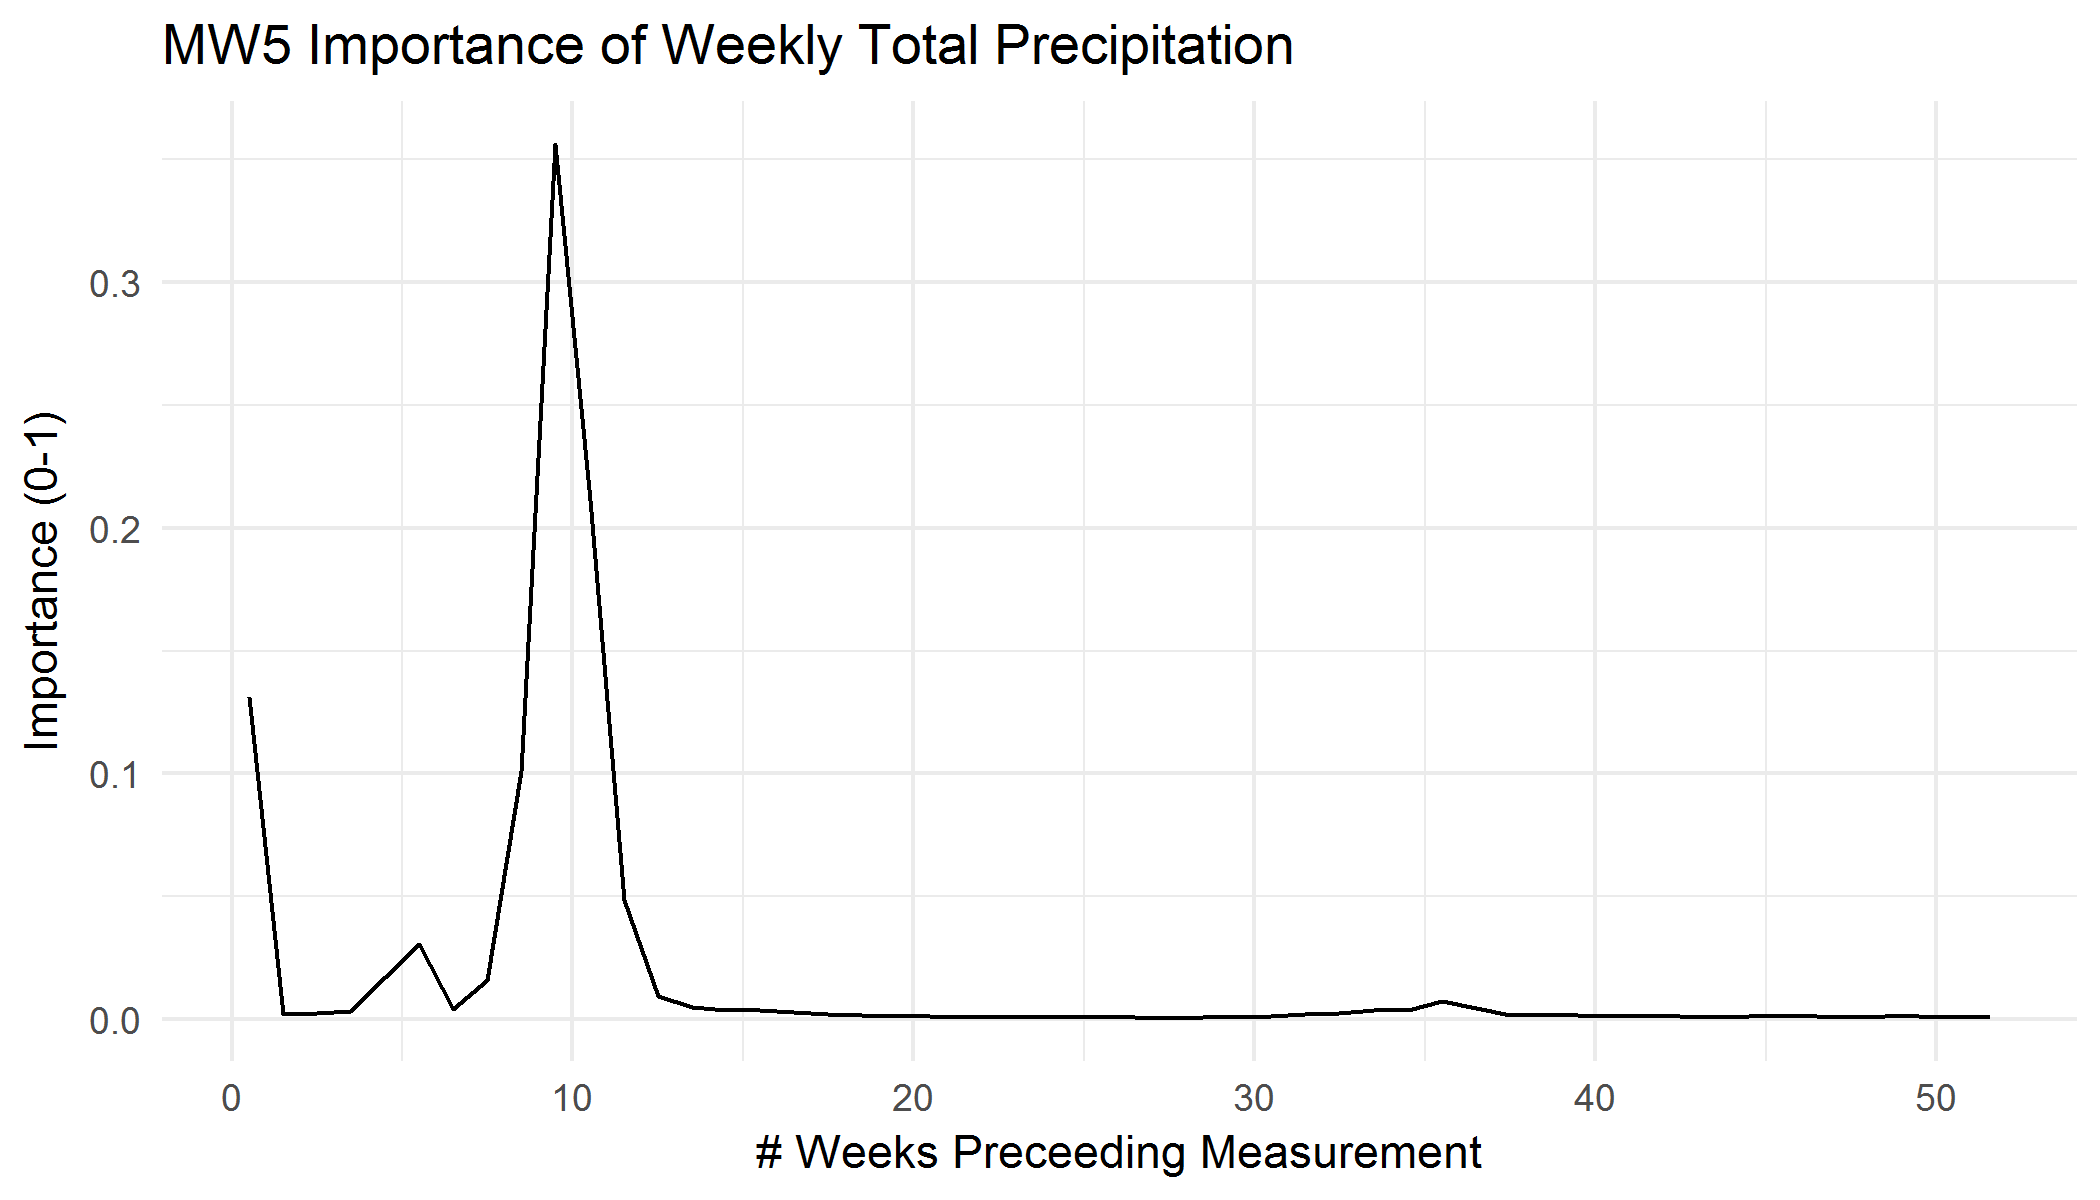 MW5 Importance of Weekly Total Precipitation
Importance (0-1)
0.3
0.2
0.1
0.0
0 10 20 30 40 50
# Weeks Preceeding Measurement